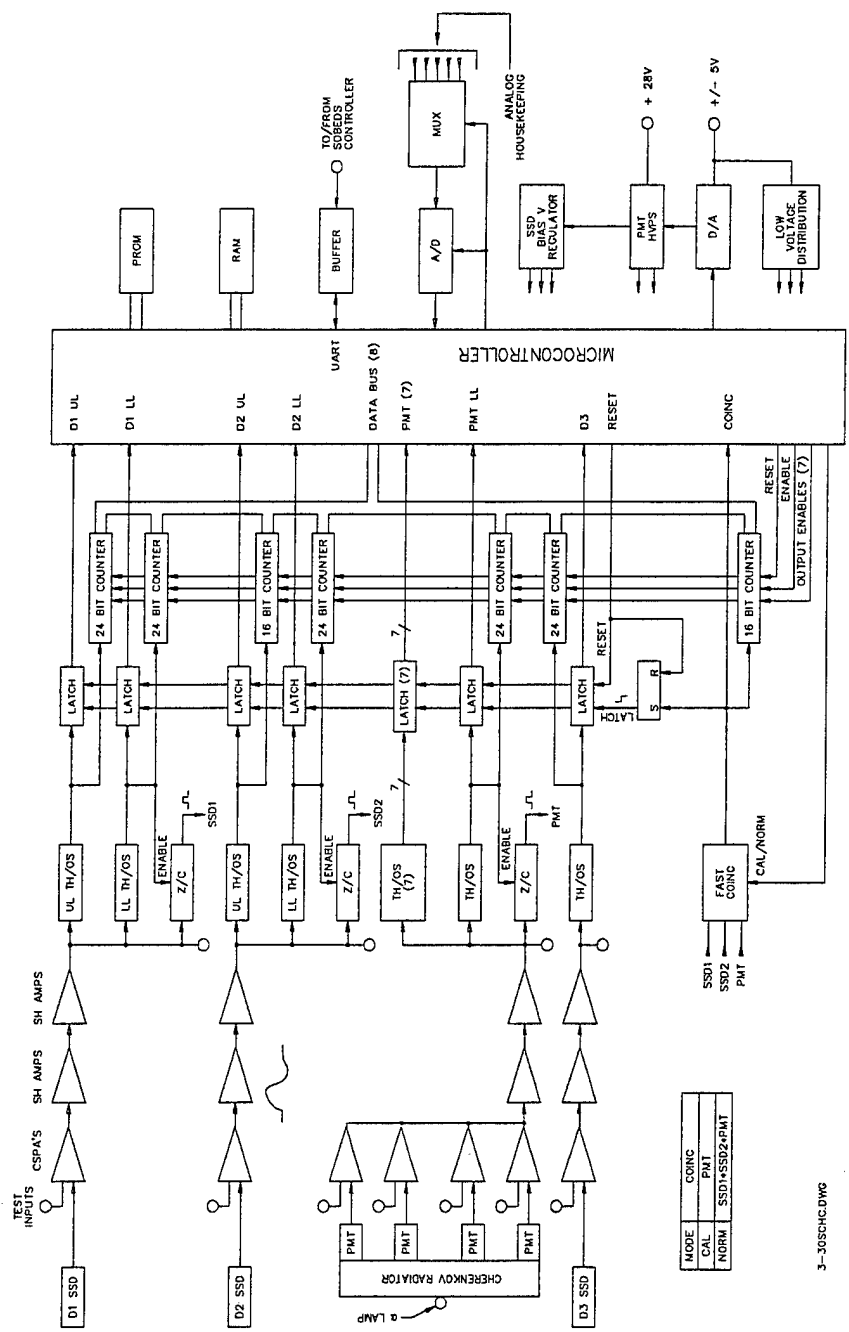 TEST INPUTS
CSPA'S
SH AMPS
SH AMPS
D1 SSD
UL TH/OS
LL TH/OS
ENABLE
Z/C
SSD1
LATCH
LATCH
24 BIT COUNTER
24 BIT COUNTER
D1 UL
D1 LL
D2 SSD
UL TH/OS
LL TH/OS
ENABLE
Z/C
SSD2
LATCH
LATCH
16 BIT COUNTER
24 BIT COUNTER
D2 UL
D2 LL
DATA BUS (8)
α LAMP
CHERENKOV RADIATOR
PMT
PMT
PMT
PMT
TH/OS (7)
7
LATCH (7)
7
PMT (7)
TH/OS
ENABLE
Z/C
PMT
LATCH
24 BIT COUNTER
PMT LL
D3 SSD
TH/OS
LATCH
24 BIT COUNTER
D3
RESET
RESET
LATCH
S
R
16 BIT COUNTER
SSD1
SSD2
PMT
FAST COINC
CAL/NORM
COINC
RESET
ENABLE
OUTPUT ENABLES (7)
MICROCONTROLLER
UART
PROM
RAM
BUFFER
TO/FROM
SDBEDS
CONTROLLER
A/D
MUX
ANALOG
HOUSEKEEPING
SSD
BIAS V
REGULATOR
PMT
HVPS
+ 28V
D/A
+/- 5V
LOW
VOLTAGE
DISTRIBUTION
MODE COINC
CAL PMT
NORM SSD1*SSD2*PMT
3-30SCHC.DWG